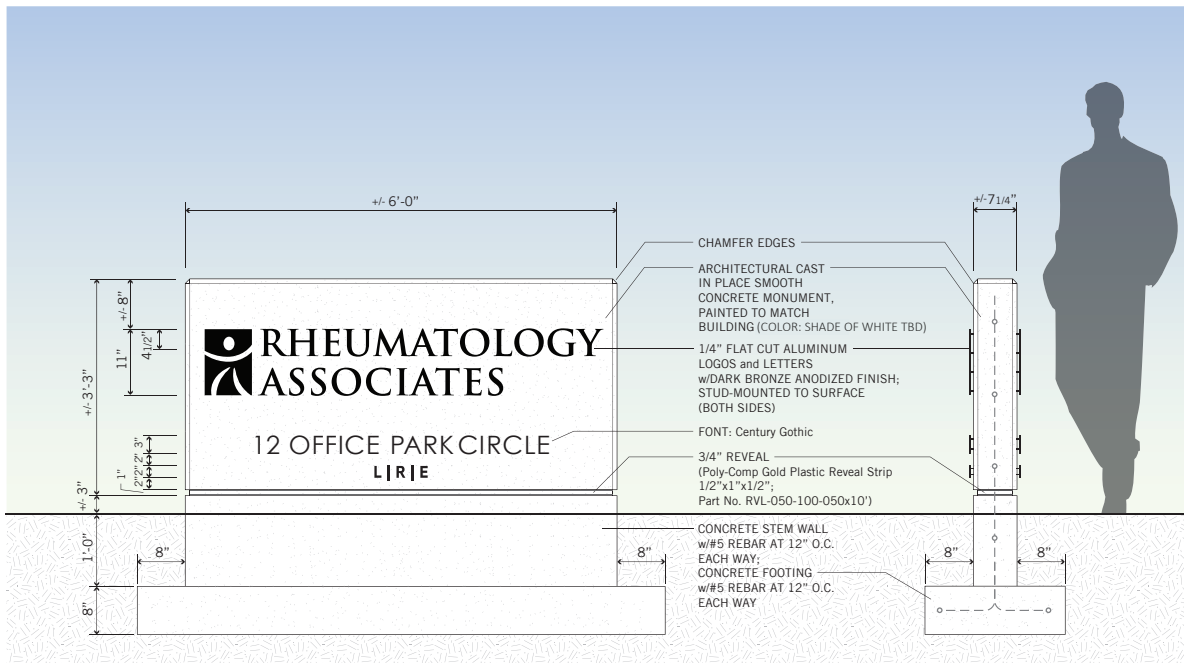 +/- 6'-0”
+/-7 1/4”
CHAMFER EDGES
ARCHITECTURAL CAST
IN PLACE SMOOTH
CONCRETE MONUMENT,
PAINTED TO MATCH
BUILDING (COLOR: SHADE OF WHITE TBD)
1/4” FLAT CUT ALUMINUM
LOGOS and LETTERS
w/DARK BRONZE ANODIZED FINISH;
STUD-MOUNTED TO SURFACE
(BOTH SIDES)
FONT: Century Gothic
3/4” REVEAL
(Poly-Comp Gold Plastic Reveal Strip
1/2”x1”x1/2”;
Part No. RVL-050-100-050x10')
CONCRETE STEM WALL
w/#5 REBAR AT 12” O.C.
EACH WAY;
CONCRETE FOOTING
w/#5 REBAR AT 12” O.C.
EACH WAY
RHEUMATOLOGY
ASSOCIATES
12 OFFICE PARK CIRCLE
L|R|E
+/- 8”
11”
4 1/2”
+/- 3'-3”
3”
2”
2”
2”
1”
+/- 3”
1'-0”
8”
8”
8”
8”
8”